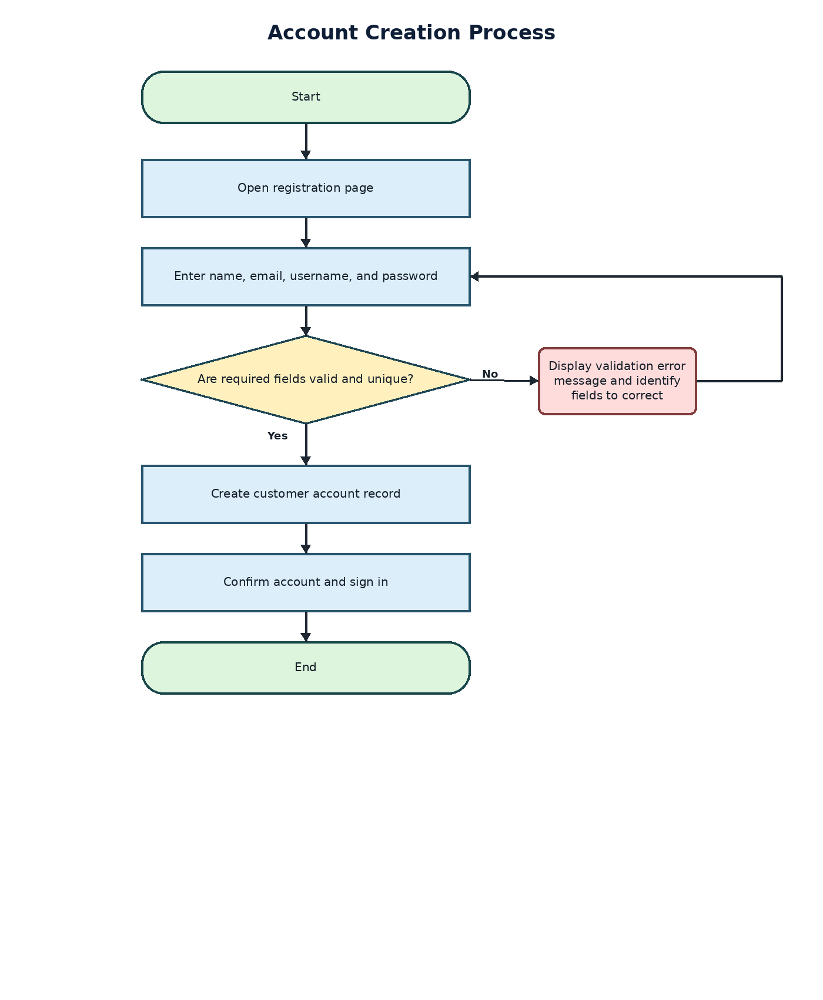 Account Creation Process
Start
Open registration page
Enter name, email, username, and password
Are required fields valid and unique?
No
Display validation error
message and identify
fields to correct
Yes
Create customer account record
Confirm account and sign in
End